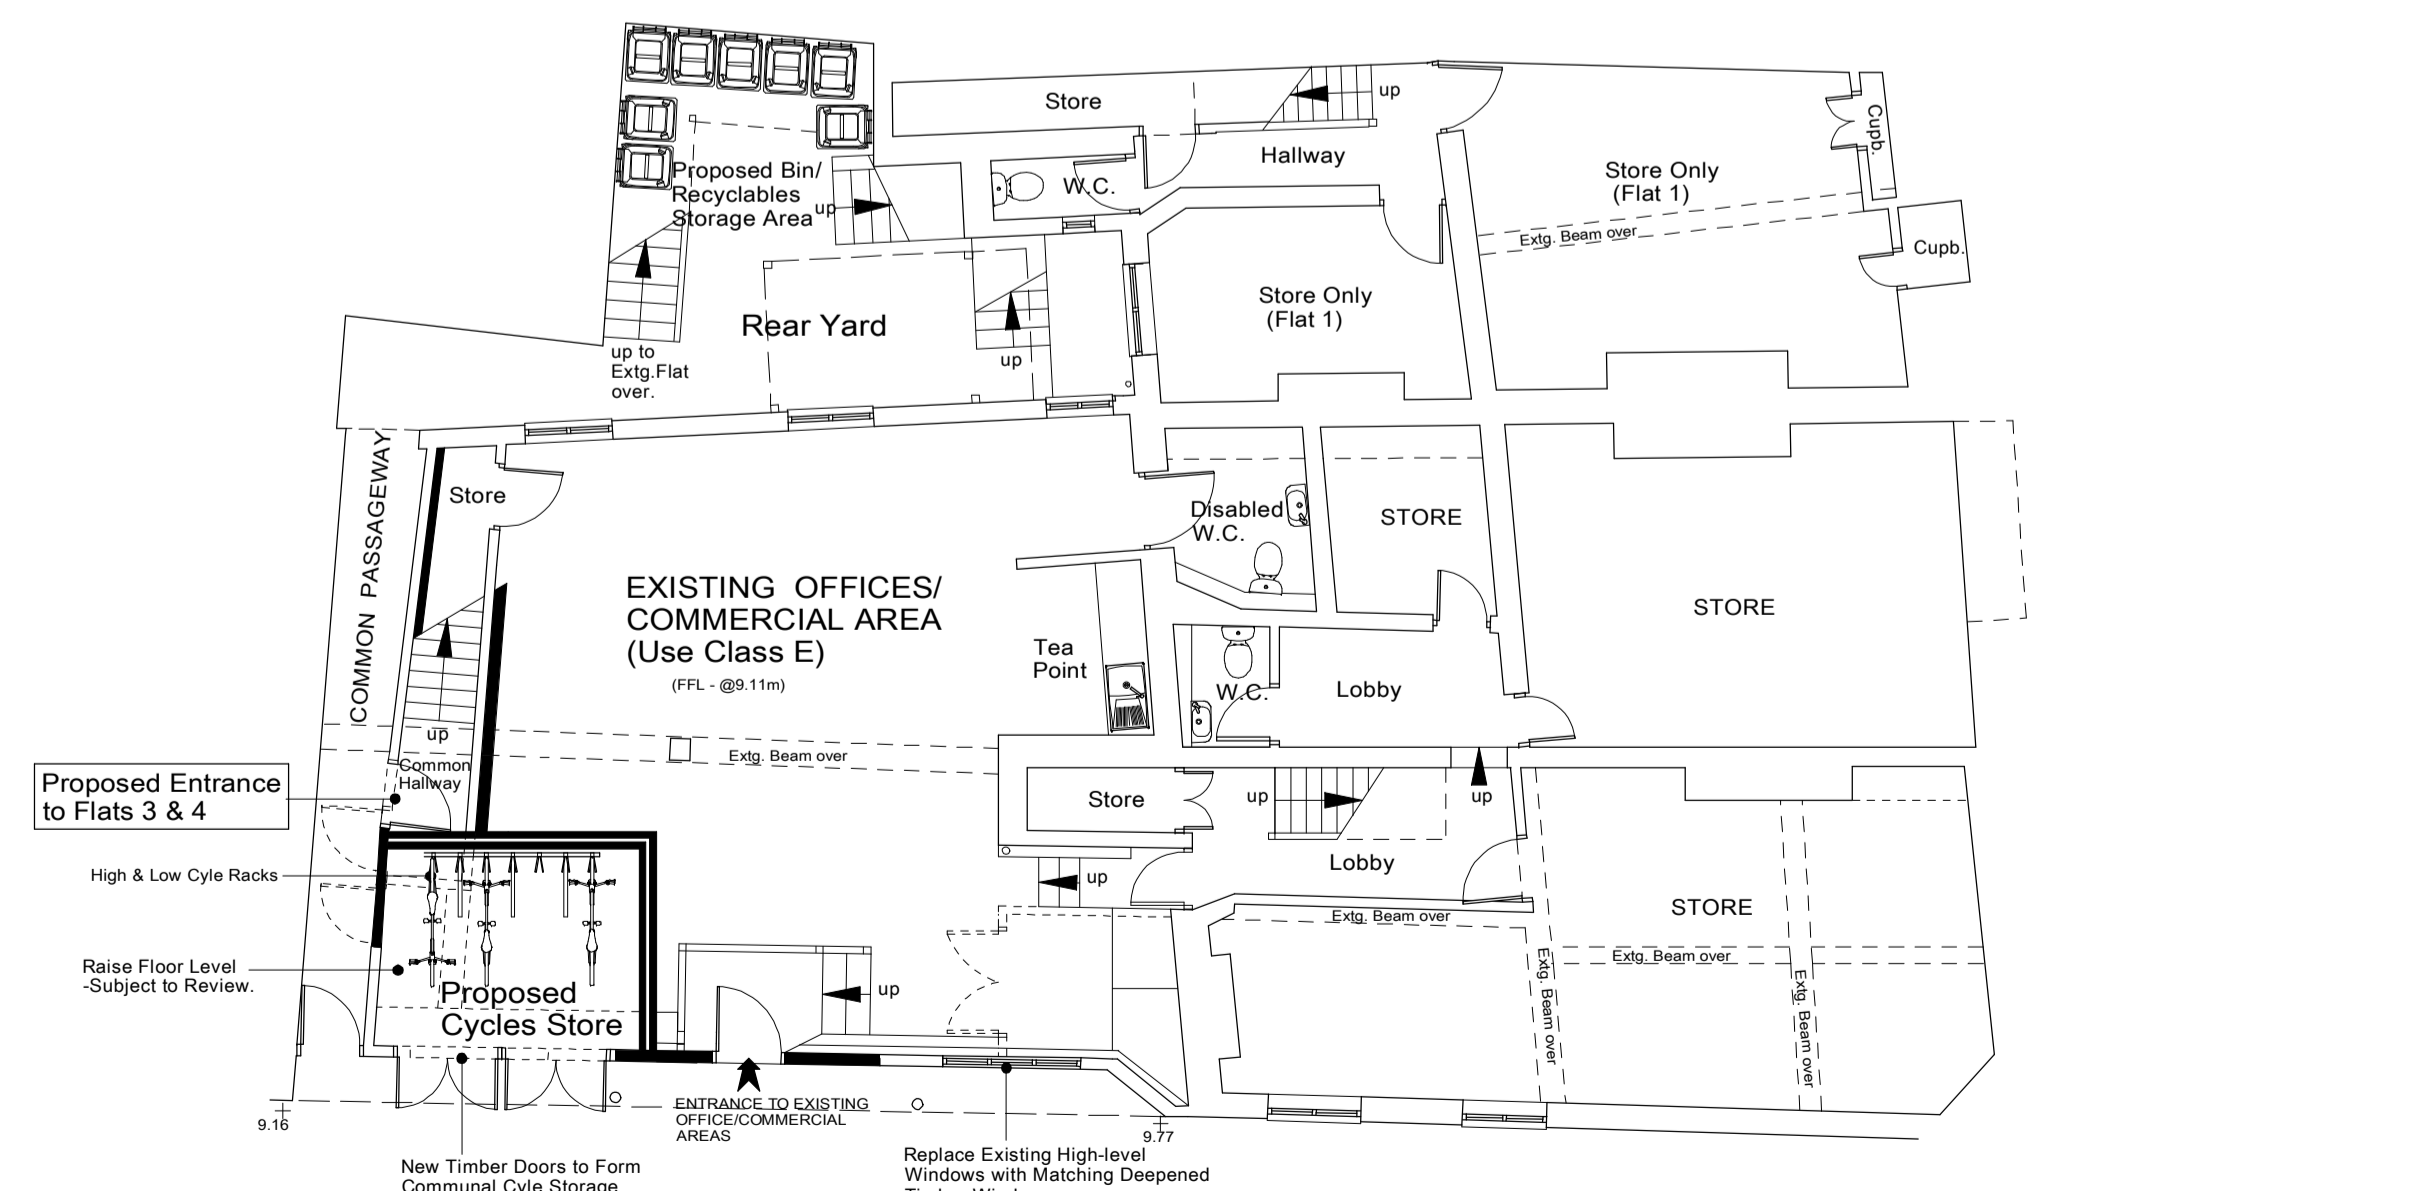 Store
up
Hallway
W.C.
Cupb.
Store Only
(Flat 1)
Extg. Beam over
Cupb.
Proposed Bin/
Recyclables
Storage Area
up
Store Only
(Flat 1)
Rear Yard
up
up to
Extg.Flat
over.
COMMON PASSAGEWAY
Store
Disabled
W.C.
STORE
STORE
EXISTING OFFICES/
COMMERCIAL AREA
(Use Class E)
(FFL - @9.11m)
Tea
Point
W.C.
Lobby
up
Common
Hallway
Extg. Beam over
Proposed Entrance
to Flats 3 & 4
Store
up
up
Lobby
up
High & Low Cyle Racks
STORE
Extg. Beam over
Extg. Beam over
Extg. Beam over
Extg. Beam over
Raise Floor Level
-Subject to Review.
Proposed
Cycles Store
up
ENTRANCE TO EXISTING
OFFICE/COMMERCIAL
AREAS
9.16
9.77
New Timber Doors to Form
Communal Cyle Storage
Replace Existing High-level
Windows with Matching Deepened